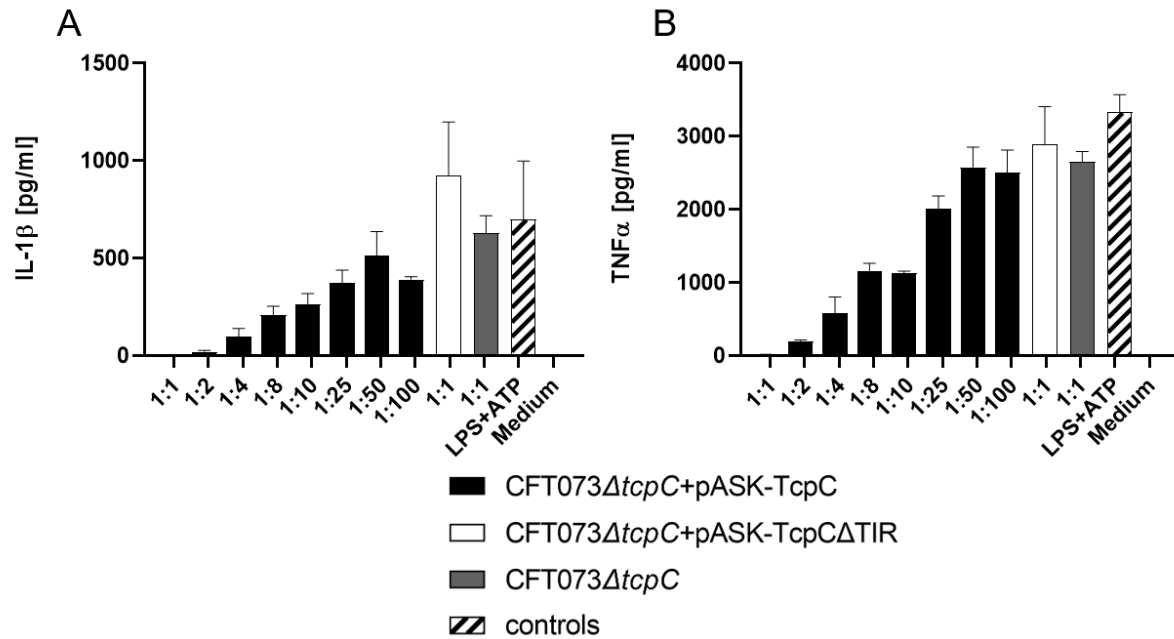 A
1500
1000
500
0
IL-1β [pg/ml]
1:1
1:2
1:4
1:8
1:10
1:25
1:50
1:100
1:1
1:1
LPS+ATP
Medium
B
4000
3000
2000
1000
0
TNFα [pg/ml]
1:1
1:2
1:4
1:8
1:10
1:25
1:50
1:100
1:1
1:1
LPS+ATP
Medium
CFT073ΔtcpC+pASK-TcpC
CFT073ΔtcpC+pASK-TcpCΔTIR
CFT073ΔtcpC
controls